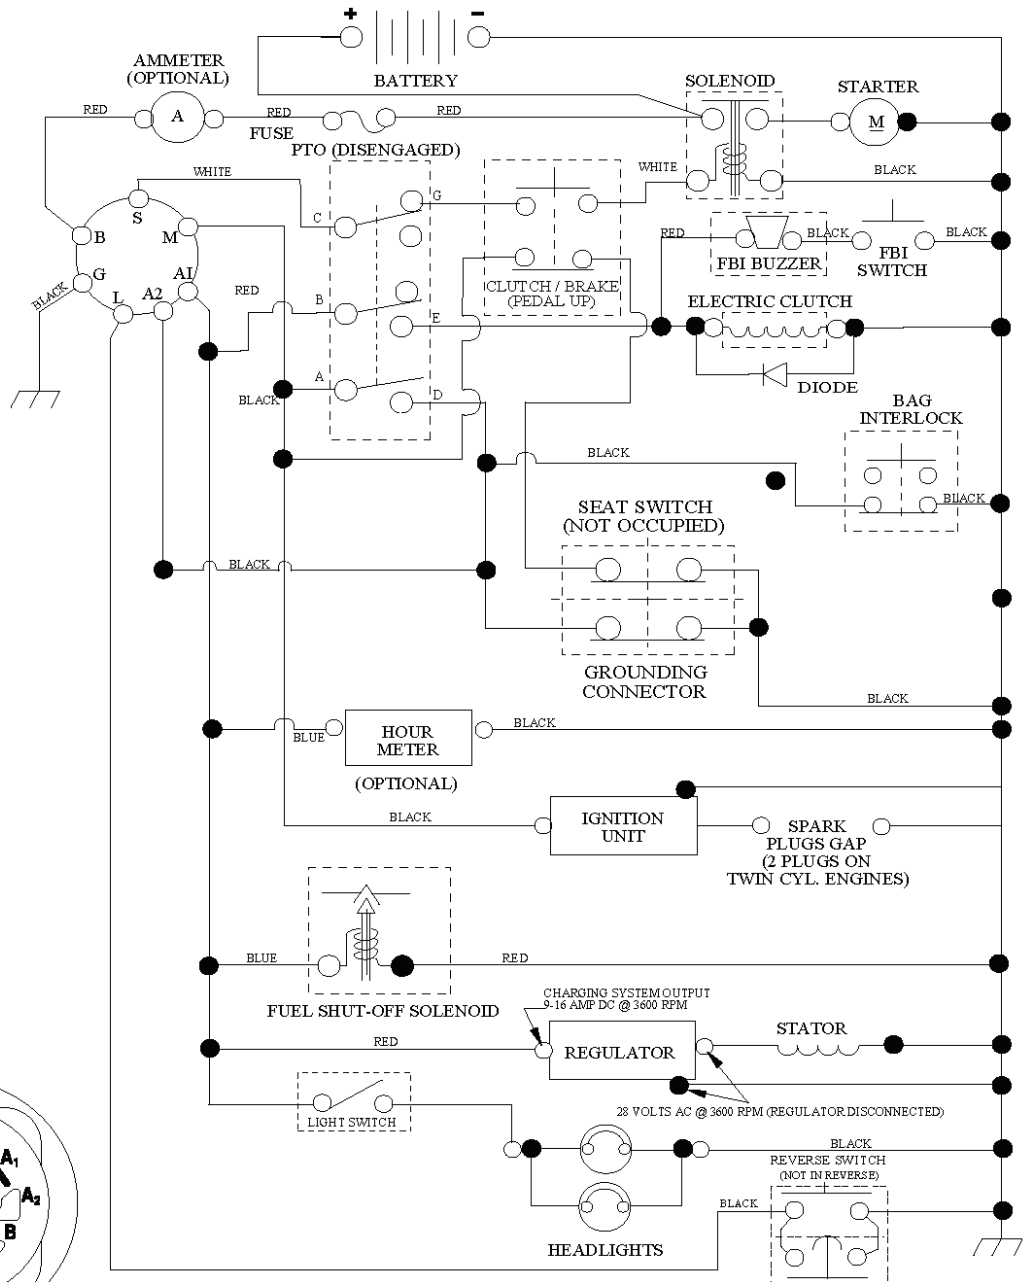 + −
BATTERY
AMMETER
(OPTIONAL)
SOLENOID
STARTER
RED
A
RED
FUSE
RED
M
PTO (DISENGAGED)
WHITE
WHITE
BLACK
S
C
G
B
M
RED
BLACK
BLACK
FBI BUZZER
FBI
SWITCH
G
A1
BLACK
L
A2
RED
B
E
CLUTCH / BRAKE
(PEDAL UP)
ELECTRIC CLUTCH
DIODE
A
D
BLACK
BAG
INTERLOCK
BLACK
BLACK
SEAT SWITCH
(NOT OCCUPIED)
BLACK
GROUNDING
CONNECTOR
BLACK
BLUE
HOUR
METER
BLACK
(OPTIONAL)
BLACK
IGNITION
UNIT
SPARK
PLUGS GAP
(2 PLUGS ON
TWIN CYL. ENGINES)
BLUE
RED
FUEL SHUT-OFF SOLENOID
CHARGING SYSTEM OUTPUT
9-16 AMP DC @ 3600 RPM
RED
REGULATOR
STATOR
28 VOLTS AC @ 3600 RPM (REGULATOR DISCONNECTED)
LIGHT SWITCH
BLACK
REVERSE SWITCH
(NOT IN REVERSE)
BLACK
HEADLIGHTS
A1
A2
B